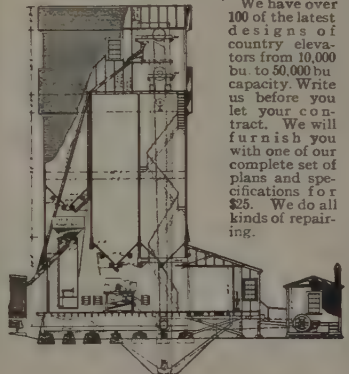 We have over
100 of the latest
designs of
country eleva-
tors from 10,000
bu. to 50,000 bu
capacity. Write
us before you
let your con-
tract. We will
furnish you
with one of our
complete set of
plans and spe-
cifications for
$25. We do all
kinds of repair-
ing.